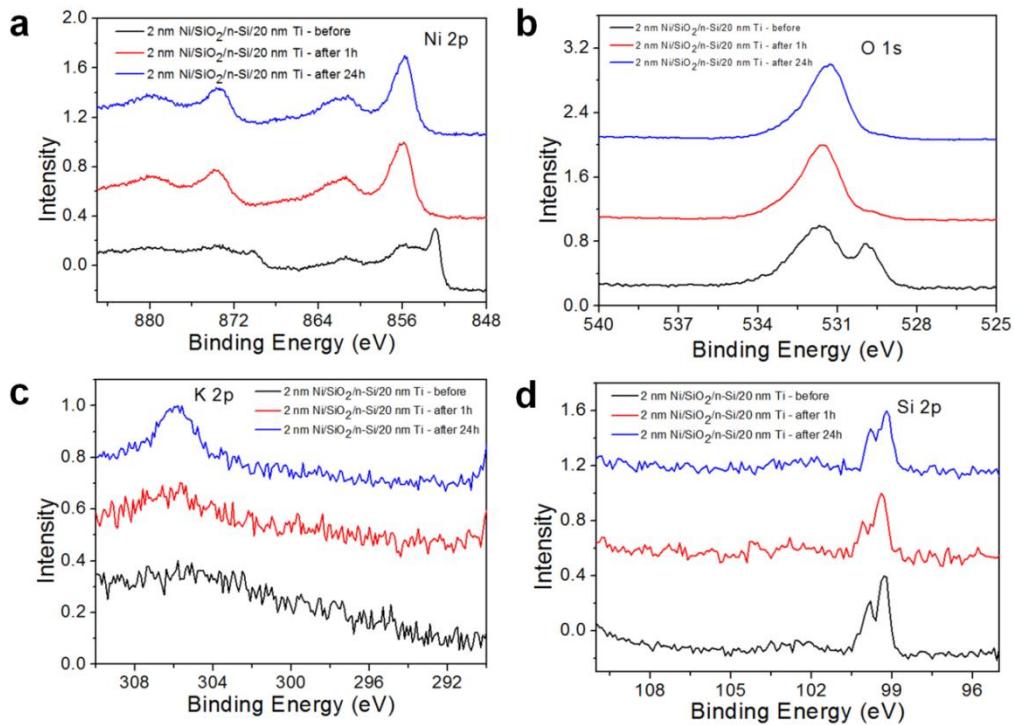 a
Ni 2p
2 nm Ni/SiO₂/n-Si/20 nm Ti - before
2 nm Ni/SiO₂/n-Si/20 nm Ti - after 1h
2 nm Ni/SiO₂/n-Si/20 nm Ti - after 24h
2.0
1.6
1.2
0.8
0.4
0.0
Intensity
880 872 864 856 848
Binding Energy (eV)
b
O 1s
2 nm Ni/SiO₂/n-Si/20 nm Ti - before
2 nm Ni/SiO₂/n-Si/20 nm Ti - after 1h
2 nm Ni/SiO₂/n-Si/20 nm Ti - after 24h
3.2
2.4
1.6
0.8
0.0
Intensity
540 537 534 531 528 525
Binding Energy (eV)
c
K 2p
2 nm Ni/SiO₂/n-Si/20 nm Ti - before
2 nm Ni/SiO₂/n-Si/20 nm Ti - after 1h
2 nm Ni/SiO₂/n-Si/20 nm Ti - after 24h
1.0
0.8
0.6
0.4
0.2
0.0
Intensity
308 304 300 296 292
Binding Energy (eV)
d
Si 2p
2 nm Ni/SiO₂/n-Si/20 nm Ti - before
2 nm Ni/SiO₂/n-Si/20 nm Ti - after 1h
2 nm Ni/SiO₂/n-Si/20 nm Ti - after 24h
1.6
1.2
0.8
0.4
0.0
Intensity
108 105 102 99 96
Binding Energy (eV)